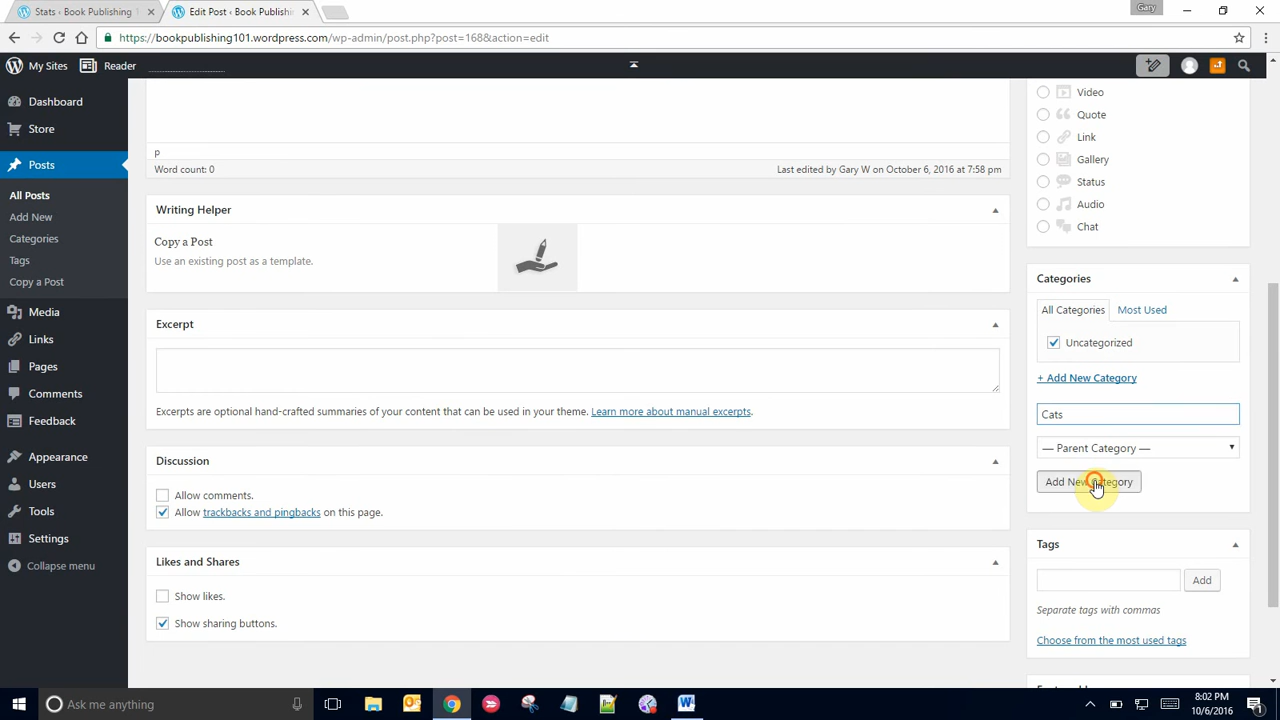 Stats ‹ Book Publishing 1
Edit Post ‹ Book Publishin
Gary
https://bookpublishing101.wordpress.com/wp-admin/post.php?post=168&action=edit
My Sites
Reader
Dashboard
Store
Posts
All Posts
Add New
Categories
Tags
Copy a Post
Media
Links
Pages
Comments
Feedback
Appearance
Users
Tools
Settings
Collapse menu
p
Word count: 0
Last edited by Gary W on October 6, 2016 at 7:58 pm
Writing Helper
Copy a Post
Use an existing post as a template.
Excerpt
Excerpts are optional hand-crafted summaries of your content that can be used in your theme. Learn more about manual excerpts.
Discussion
Allow comments.
Allow trackbacks and pingbacks on this page.
Likes and Shares
Show likes.
Show sharing buttons.
Video
Quote
Link
Gallery
Status
Audio
Chat
Categories
All Categories
Most Used
Uncategorized
+ Add New Category
Cats
— Parent Category —
Add New Category
Tags
Add
Separate tags with commas
Choose from the most used tags
Ask me anything
8:02 PM
10/6/2016